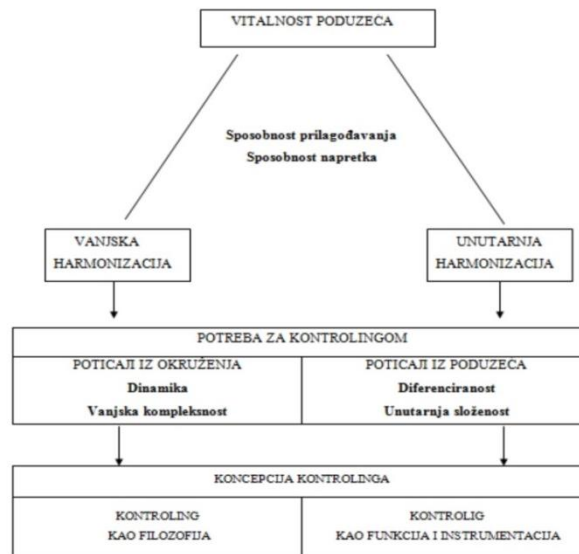 VITALNOST PODUZEĆA
Sposobnost prilagođavanja
Sposobnost napretka
VANJSKA
HARMONIZACIJA
UNUTARNJA
HARMONIZACIJA
POTREBA ZA KONTROLINGOM
POTICAJI IZ OKRUŽENJA
Dinamika
Vanjska kompleksnost
POTICAJI IZ PODUZEĆA
Diferenciranost
Unutarnja složenost
KONCEPCIJA KONTROLINGA
KONTROLING
KAO FILOZOFIJA
KONTROLIG
KAO FUNKCIJA I INSTRUMENTACIJA